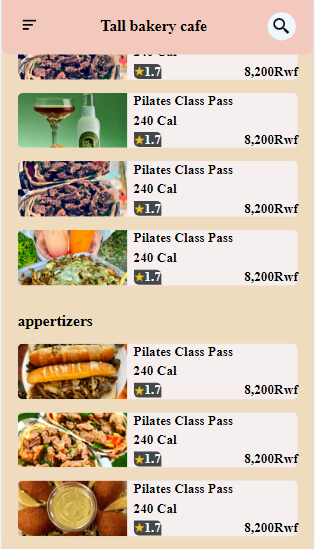 Tall bakery cafe
240 Cal
★1.7 8,200Rwf
Pilates Class Pass
240 Cal
★1.7 8,200Rwf
Pilates Class Pass
240 Cal
★1.7 8,200Rwf
Pilates Class Pass
240 Cal
★1.7 8,200Rwf
appertizers
Pilates Class Pass
240 Cal
★1.7 8,200Rwf
Pilates Class Pass
240 Cal
★1.7 8,200Rwf
Pilates Class Pass
240 Cal
★1.7 8,200Rwf